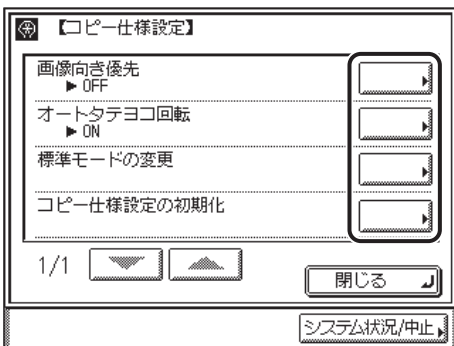 【コピー仕様設定】
画像向き優先
▶ OFF
オートタテヨコ回転
▶ ON
標準モードの変更
コピー仕様設定の初期化
1/1
閉じる
システム状況/中止